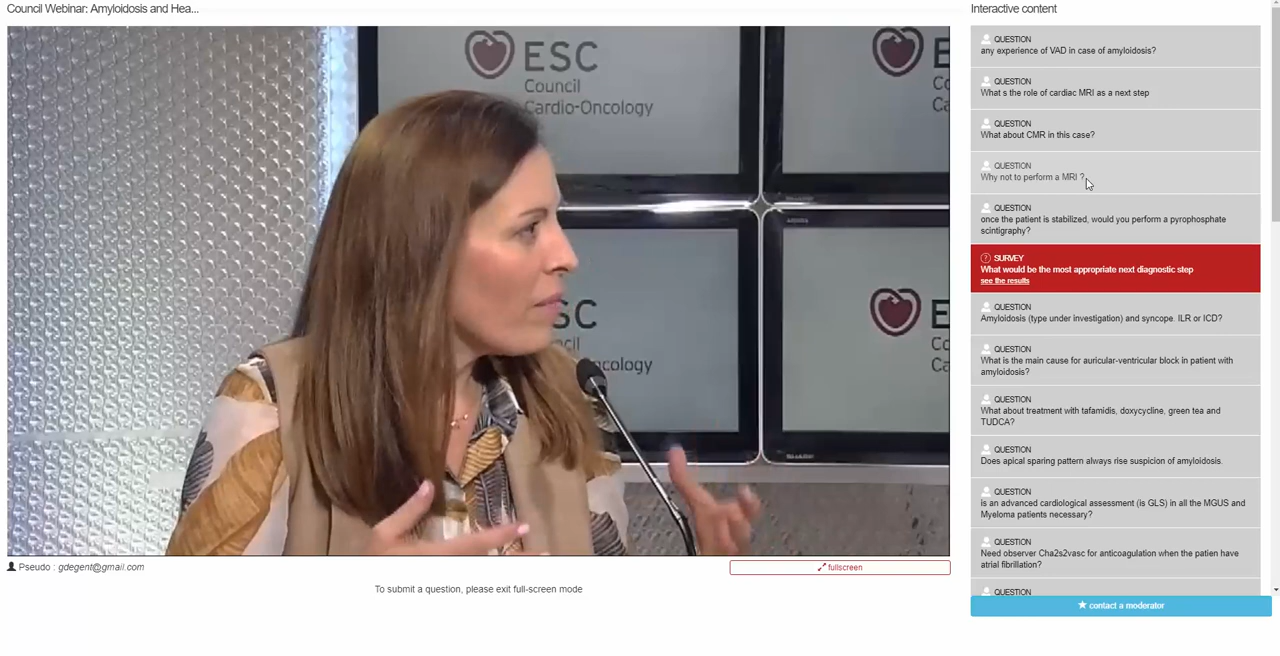 Council Webinar: Amyloidosis and Hea...
Interactive content
ESC
Council
Cardio-Oncology
ESC
Co
Ca
SC
ncil
o-Oncology
E
Co
Ca
QUESTION
any experience of VAD in case of amyloidosis?
QUESTION
What s the role of cardiac MRI as a next step
QUESTION
What about CMR in this case?
QUESTION
Why not to perform a MRI ?
QUESTION
once the patient is stabilized, would you perform a pyrophosphate
scintigraphy?
SURVEY
What would be the most appropriate next diagnostic step
see the results
QUESTION
Amyloidosis (type under investigation) and syncope. ILR or ICD?
QUESTION
What is the main cause for auricular-ventricular block in patient with
amyloidosis?
QUESTION
What about treatment with tafamidis, doxycycline, green tea and
TUDCA?
QUESTION
Does apical sparing pattern always rise suspicion of amyloidosis.
QUESTION
is an advanced cardiological assessment (is GLS) in all the MGUS and
Myeloma patients necessary?
QUESTION
Need observer Cha2s2vasc for anticoagulation when the patien have
atrial fibrillation?
QUESTION
Pseudo : gdegent@gmail.com
fullscreen
To submit a question, please exit full-screen mode
contact a moderator